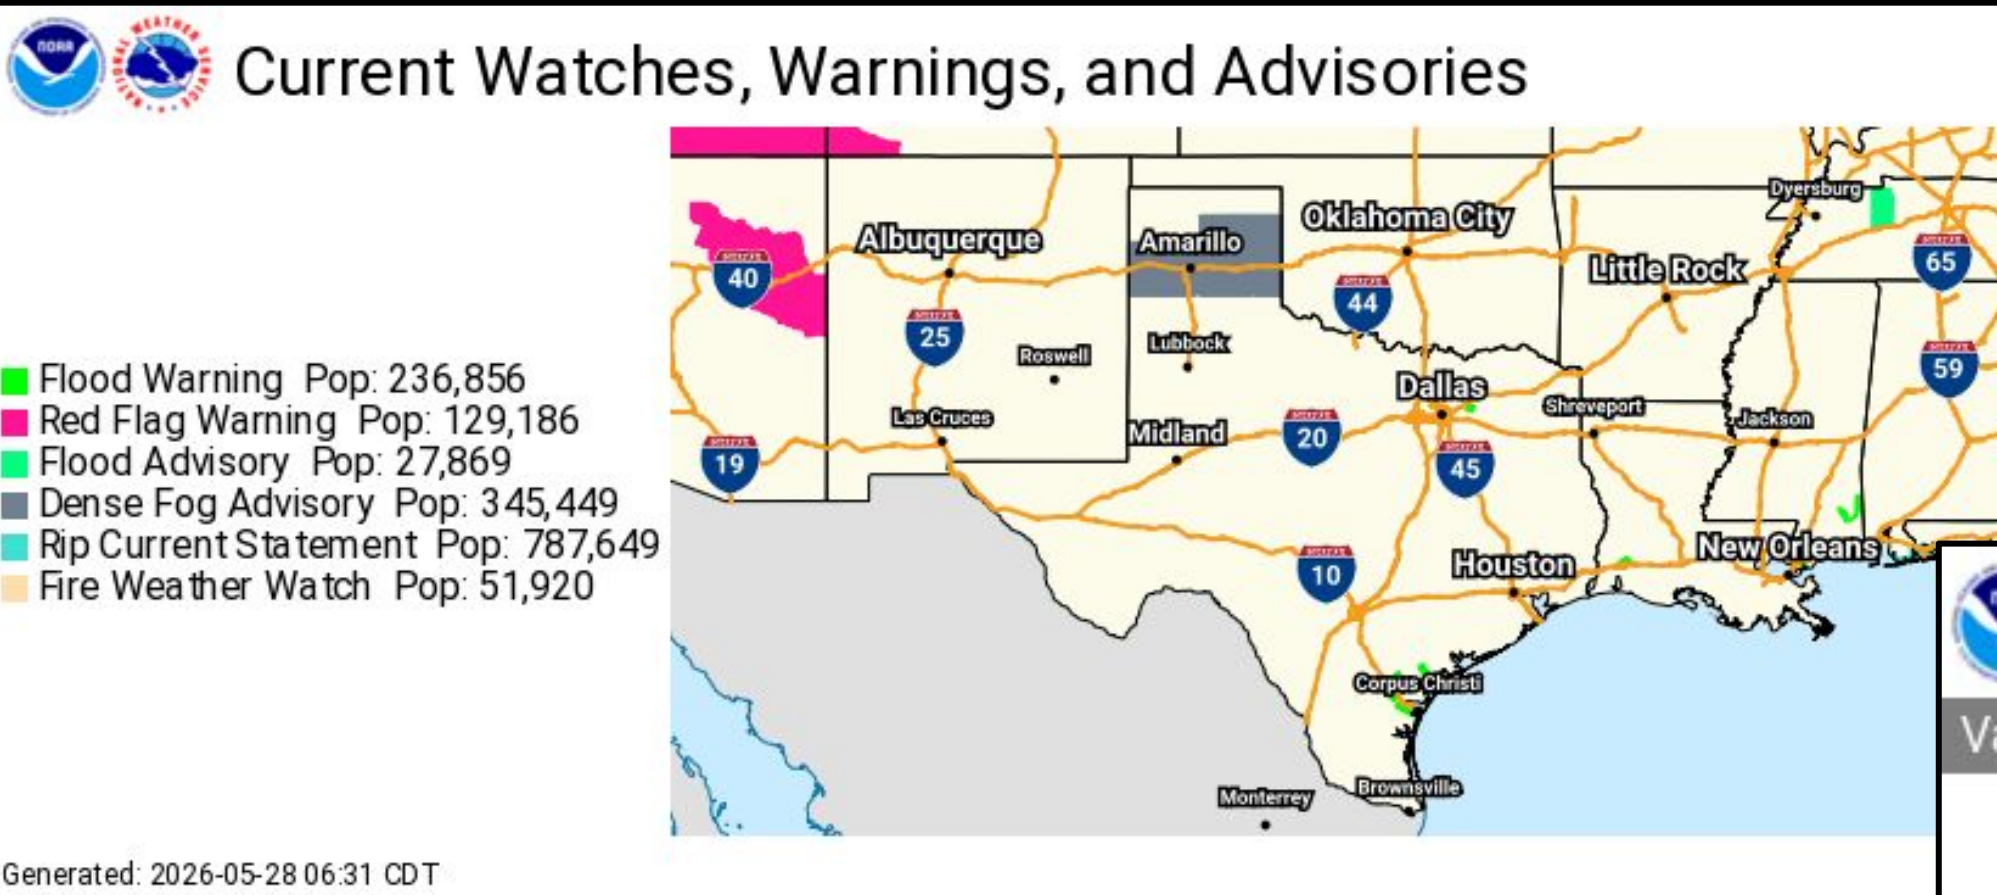 NOAA
NATIONAL WEATHER SERVICE
Current Watches, Warnings, and Advisories
Flood Warning Pop: 236,856
Red Flag Warning Pop: 129,186
Flood Advisory Pop: 27,869
Dense Fog Advisory Pop: 345,449
Rip Current Statement Pop: 787,649
Fire Weather Watch Pop: 51,920
Dyersburg
Albuquerque
Amarillo
Oklahoma City
Little Rock
40
65
44
25
Roswell
Lubbock
59
Dallas
Las Cruces
Shreveport
Jackson
Midland
20
19
45
New Orleans
10
Houston
Corpus Christi
Monterrey
Brownsville
Generated: 2026-05-28 06:31 CDT